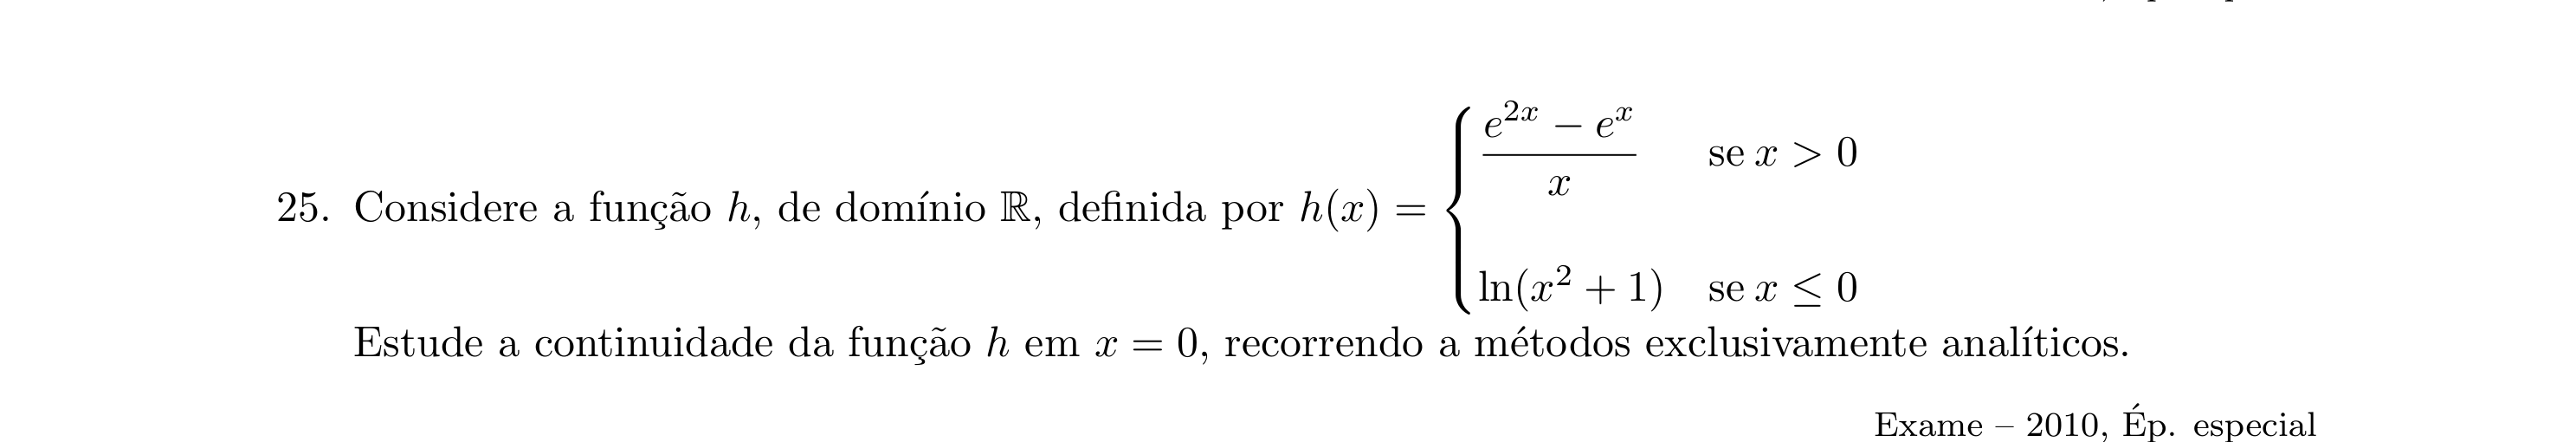 25. Considere a função h, de domínio ℝ, definida por h(x) = { (e^{2x} − e^x)/x se x > 0
ln(x² + 1) se x ≤ 0
Estude a continuidade da função h em x = 0, recorrendo a métodos exclusivamente analíticos.
Exame – 2010, Ép. especial